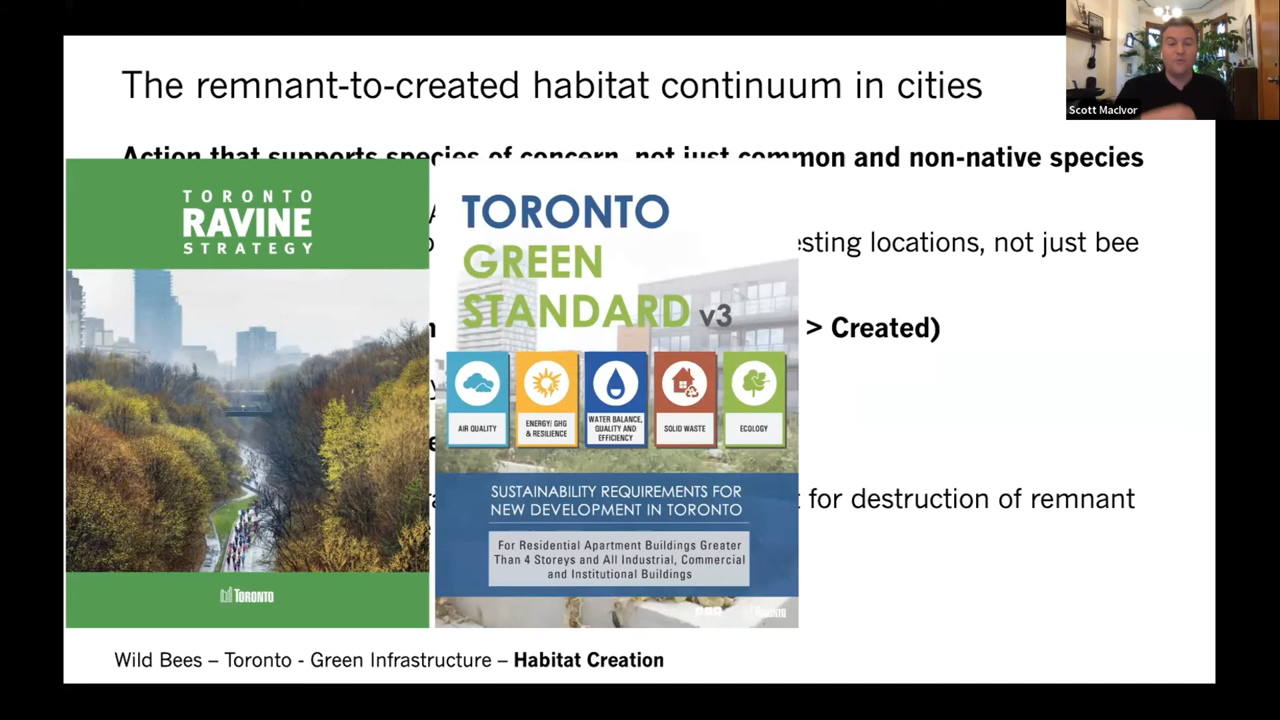 The remnant-to-created habitat continuum in cities
Scott MacIvor
Action that supports species of concern, not just common and non-native species
esting locations, not just bee
> Created)
for destruction of remnant
TORONTO
RAVINE
STRATEGY
TORONTO
TORONTO
GREEN
STANDARD v3
AIR QUALITY
ENERGY/ GHG
& RESILIENCE
WATER BALANCE,
QUALITY AND
EFFICIENCY
SOLID WASTE
ECOLOGY
SUSTAINABILITY REQUIREMENTS FOR
NEW DEVELOPMENT IN TORONTO
For Residential Apartment Buildings Greater
Than 4 Storeys and All Industrial, Commercial
and Institutional Buildings
TORONTO
Wild Bees – Toronto - Green Infrastructure – Habitat Creation